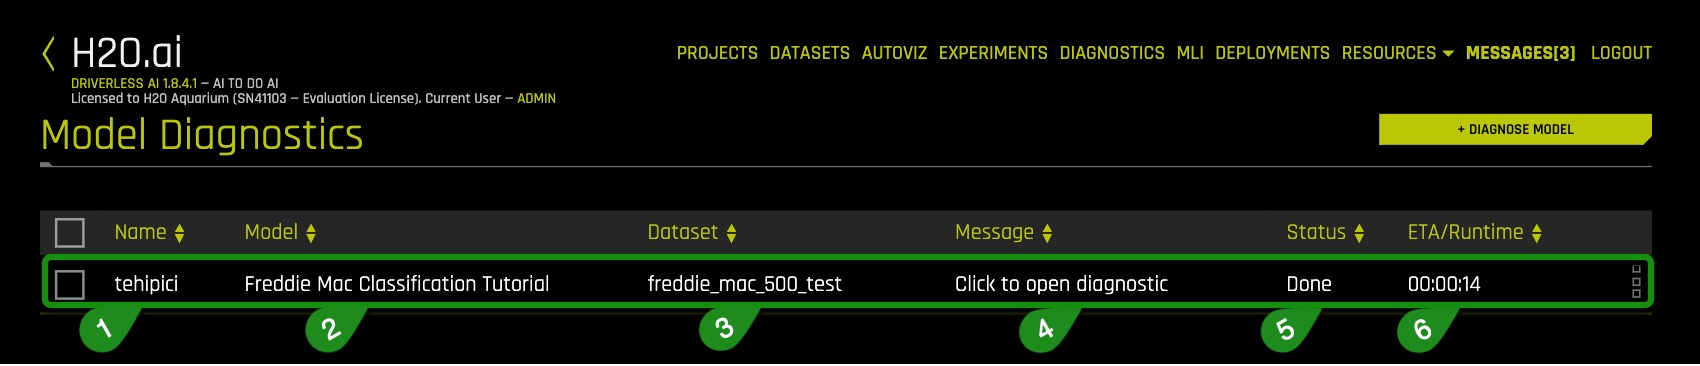 H2O.ai
PROJECTS DATASETS AUTOVIZ EXPERIMENTS DIAGNOSTICS MLI DEPLOYMENTS RESOURCES MESSAGES[3] LOGOUT
DRIVERLESS AI 1.8.4.1 – AI TO DO AI
Licensed to H2O Aquarium (SN41103 – Evaluation License). Current User – ADMIN
Model Diagnostics
+ DIAGNOSE MODEL
Name Model Dataset Message Status ETA/Runtime
tehipici Freddie Mac Classification Tutorial freddie_mac_500_test Click to open diagnostic Done 00:00:14
1 2 3 4 5 6